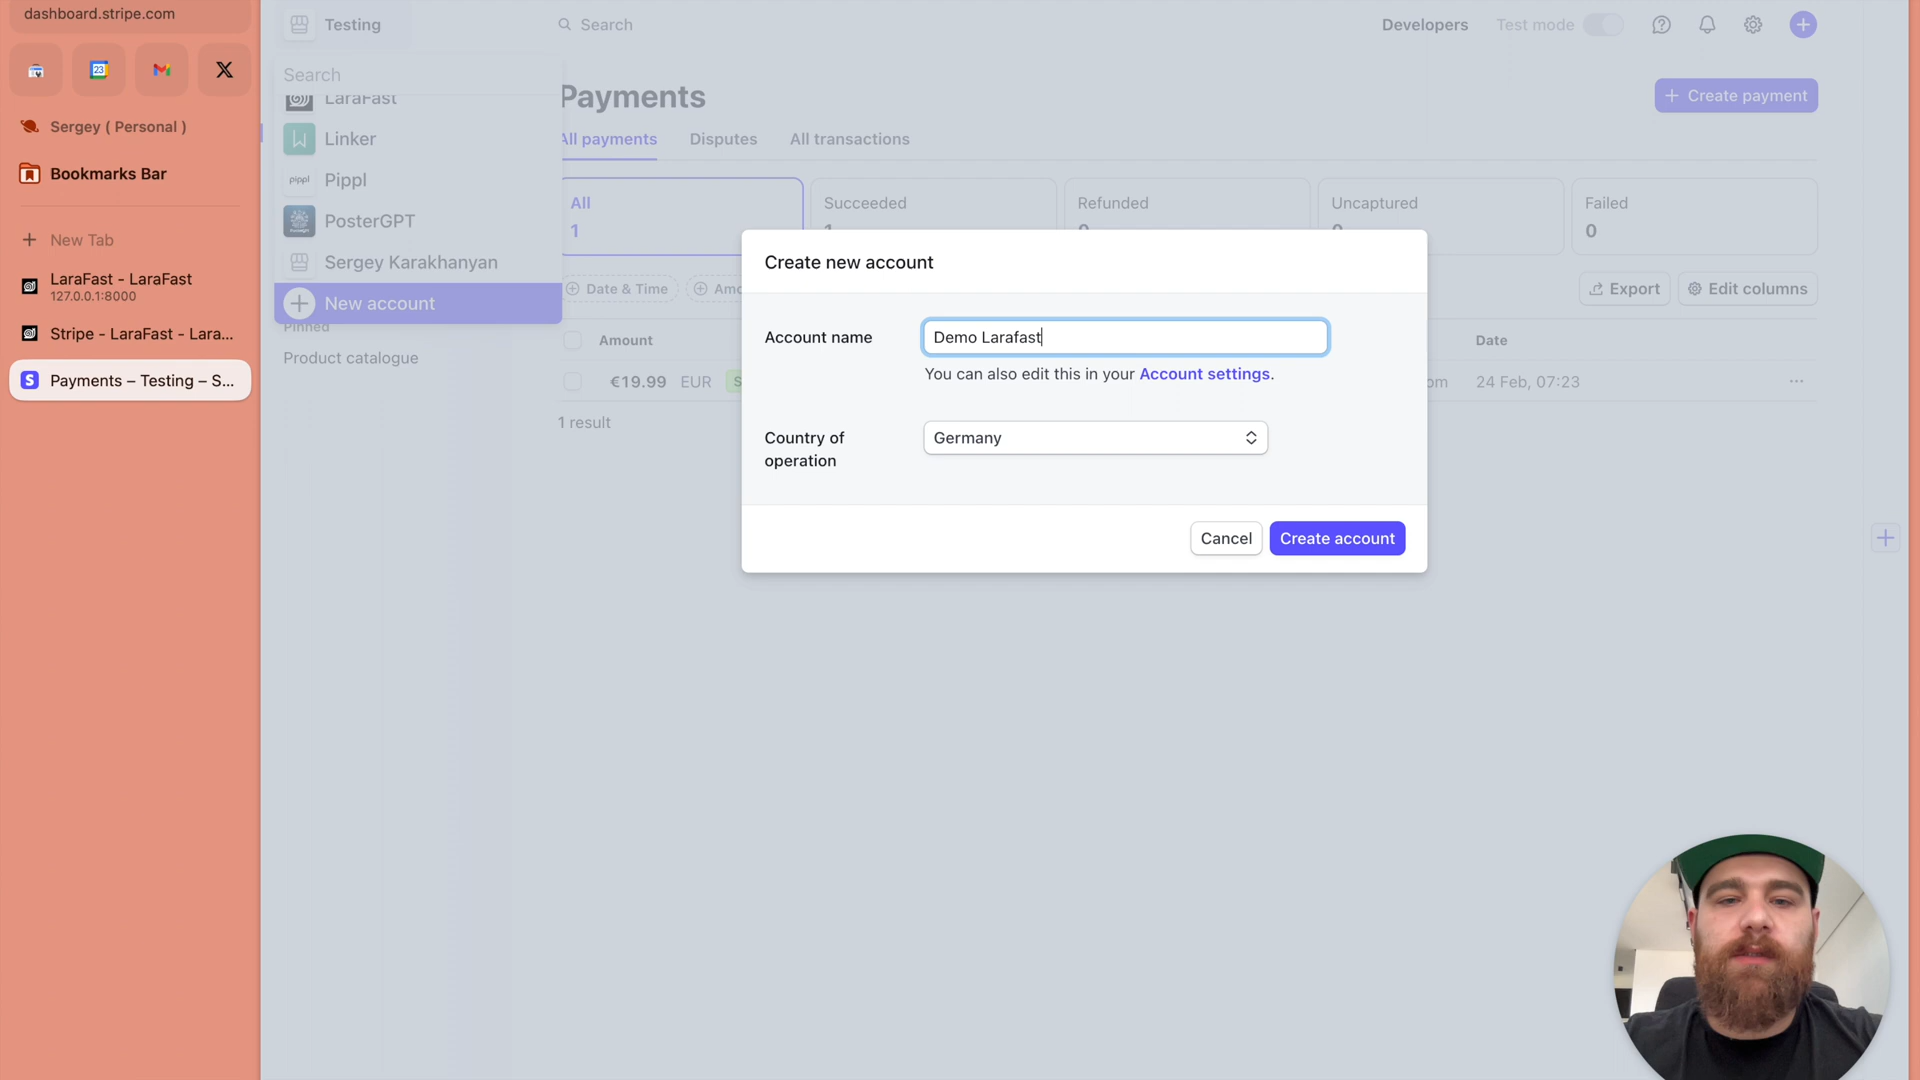 dashboard.stripe.com
23
Sergey ( Personal )
Bookmarks Bar
New Tab
LaraFast - LaraFast
127.0.0.1:8000
Stripe - LaraFast - Lara...
Payments – Testing – S...
Testing
Search
Developers
Test mode
Search
LaraFast
Linker
pippl
Pippl
PosterGPT
Sergey Karakhanyan
New account
Pinned
Product catalogue
Payments
Create payment
All payments
Disputes
All transactions
All
1
Succeeded
Refunded
Uncaptured
Failed
0
Date & Time
Amo
Export
Edit columns
Amount
Date
€19.99 EUR S
om
24 Feb, 07:23
1 result
Create new account
Account name
Demo Larafast
You can also edit this in your Account settings.
Country of
operation
Germany
Cancel
Create account